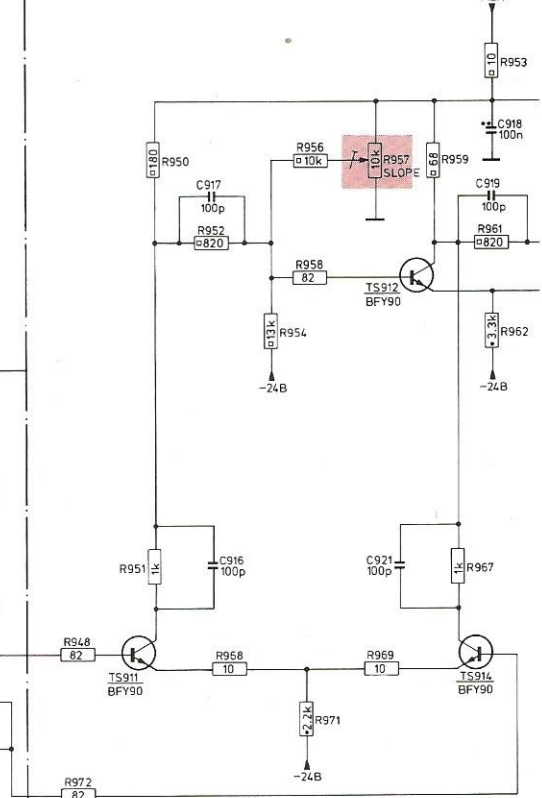 10
R953
C918
100n
180
R950
R956
10k
10k
R957
SLOPE
68
R959
C917
100p
C919
100p
R952
820
R961
820
R958
82
TS912
BFY90
13k
R954
3.3k
R962
-24B
-24B
R951
1k
C916
100p
C921
100p
1k
R967
R948
82
R968
10
R969
10
TS911
BFY90
TS914
BFY90
2.2k
R971
-24B
R972
82